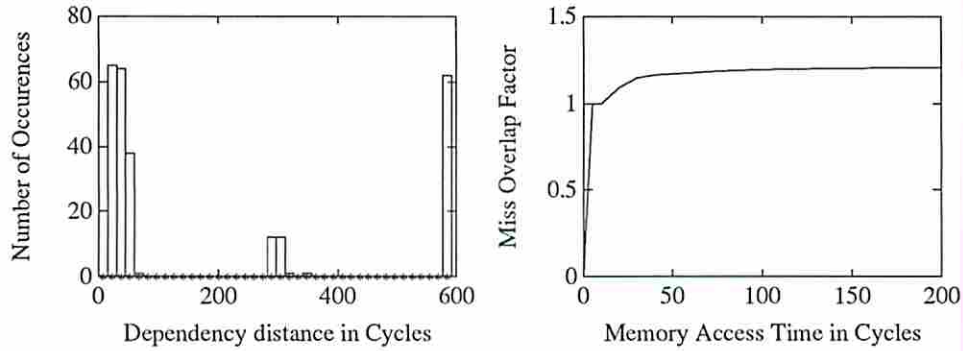 Number of Occurences
80
60
40
20
0
0 200 400 600
Dependency distance in Cycles
Miss Overlap Factor
1.5
1
0.5
0
0 50 100 150 200
Memory Access Time in Cycles